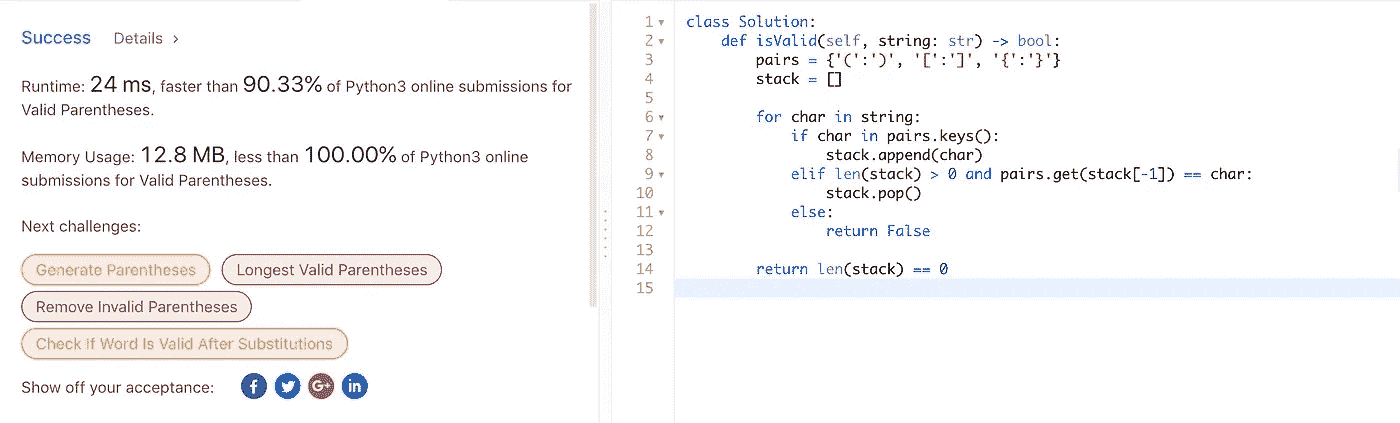 Success Details >
Runtime: 24 ms, faster than 90.33% of Python3 online submissions for
Valid Parentheses.
Memory Usage: 12.8 MB, less than 100.00% of Python3 online
submissions for Valid Parentheses.
Next challenges:
Generate Parentheses Longest Valid Parentheses
Remove Invalid Parentheses
Check If Word Is Valid After Substitutions
Show off your acceptance: f G+ in
1 class Solution:
2     def isValid(self, string: str) -> bool:
3         pairs = {'(':')', '[':']', '{':'}'}
4         stack = []
5
6         for char in string:
7             if char in pairs.keys():
8                 stack.append(char)
9             elif len(stack) > 0 and pairs.get(stack[-1]) == char:
10                 stack.pop()
11             else:
12                 return False
13
14         return len(stack) == 0
15